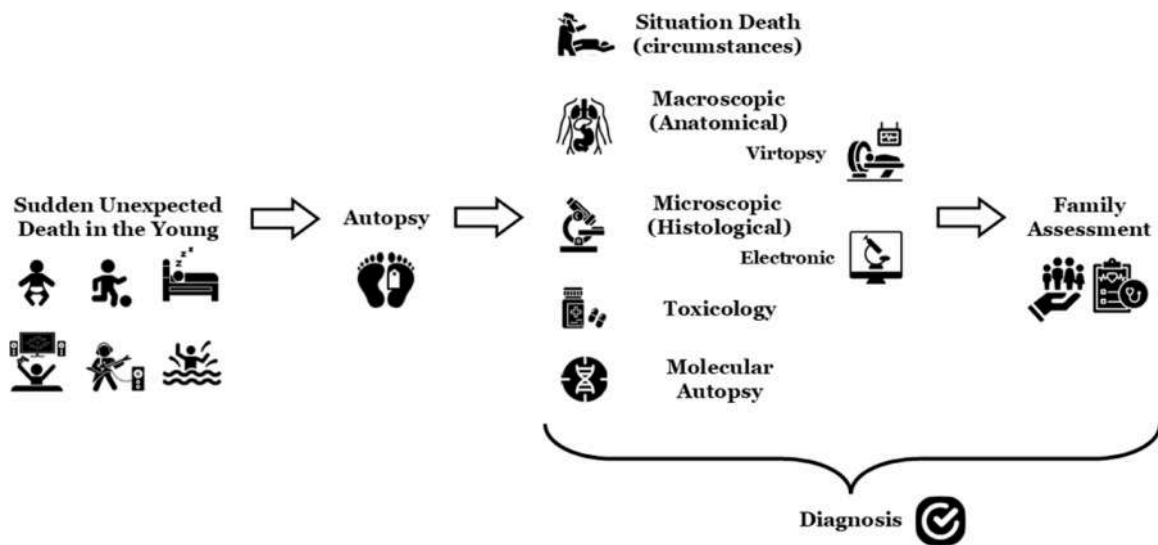 Sudden Unexpected
Death in the Young
Autopsy
Situation Death
(circumstances)
Macroscopic
(Anatomical)
Virtopsy
Microscopic
(Histological)
Electronic
Toxicology
Molecular
Autopsy
Family
Assessment
Diagnosis